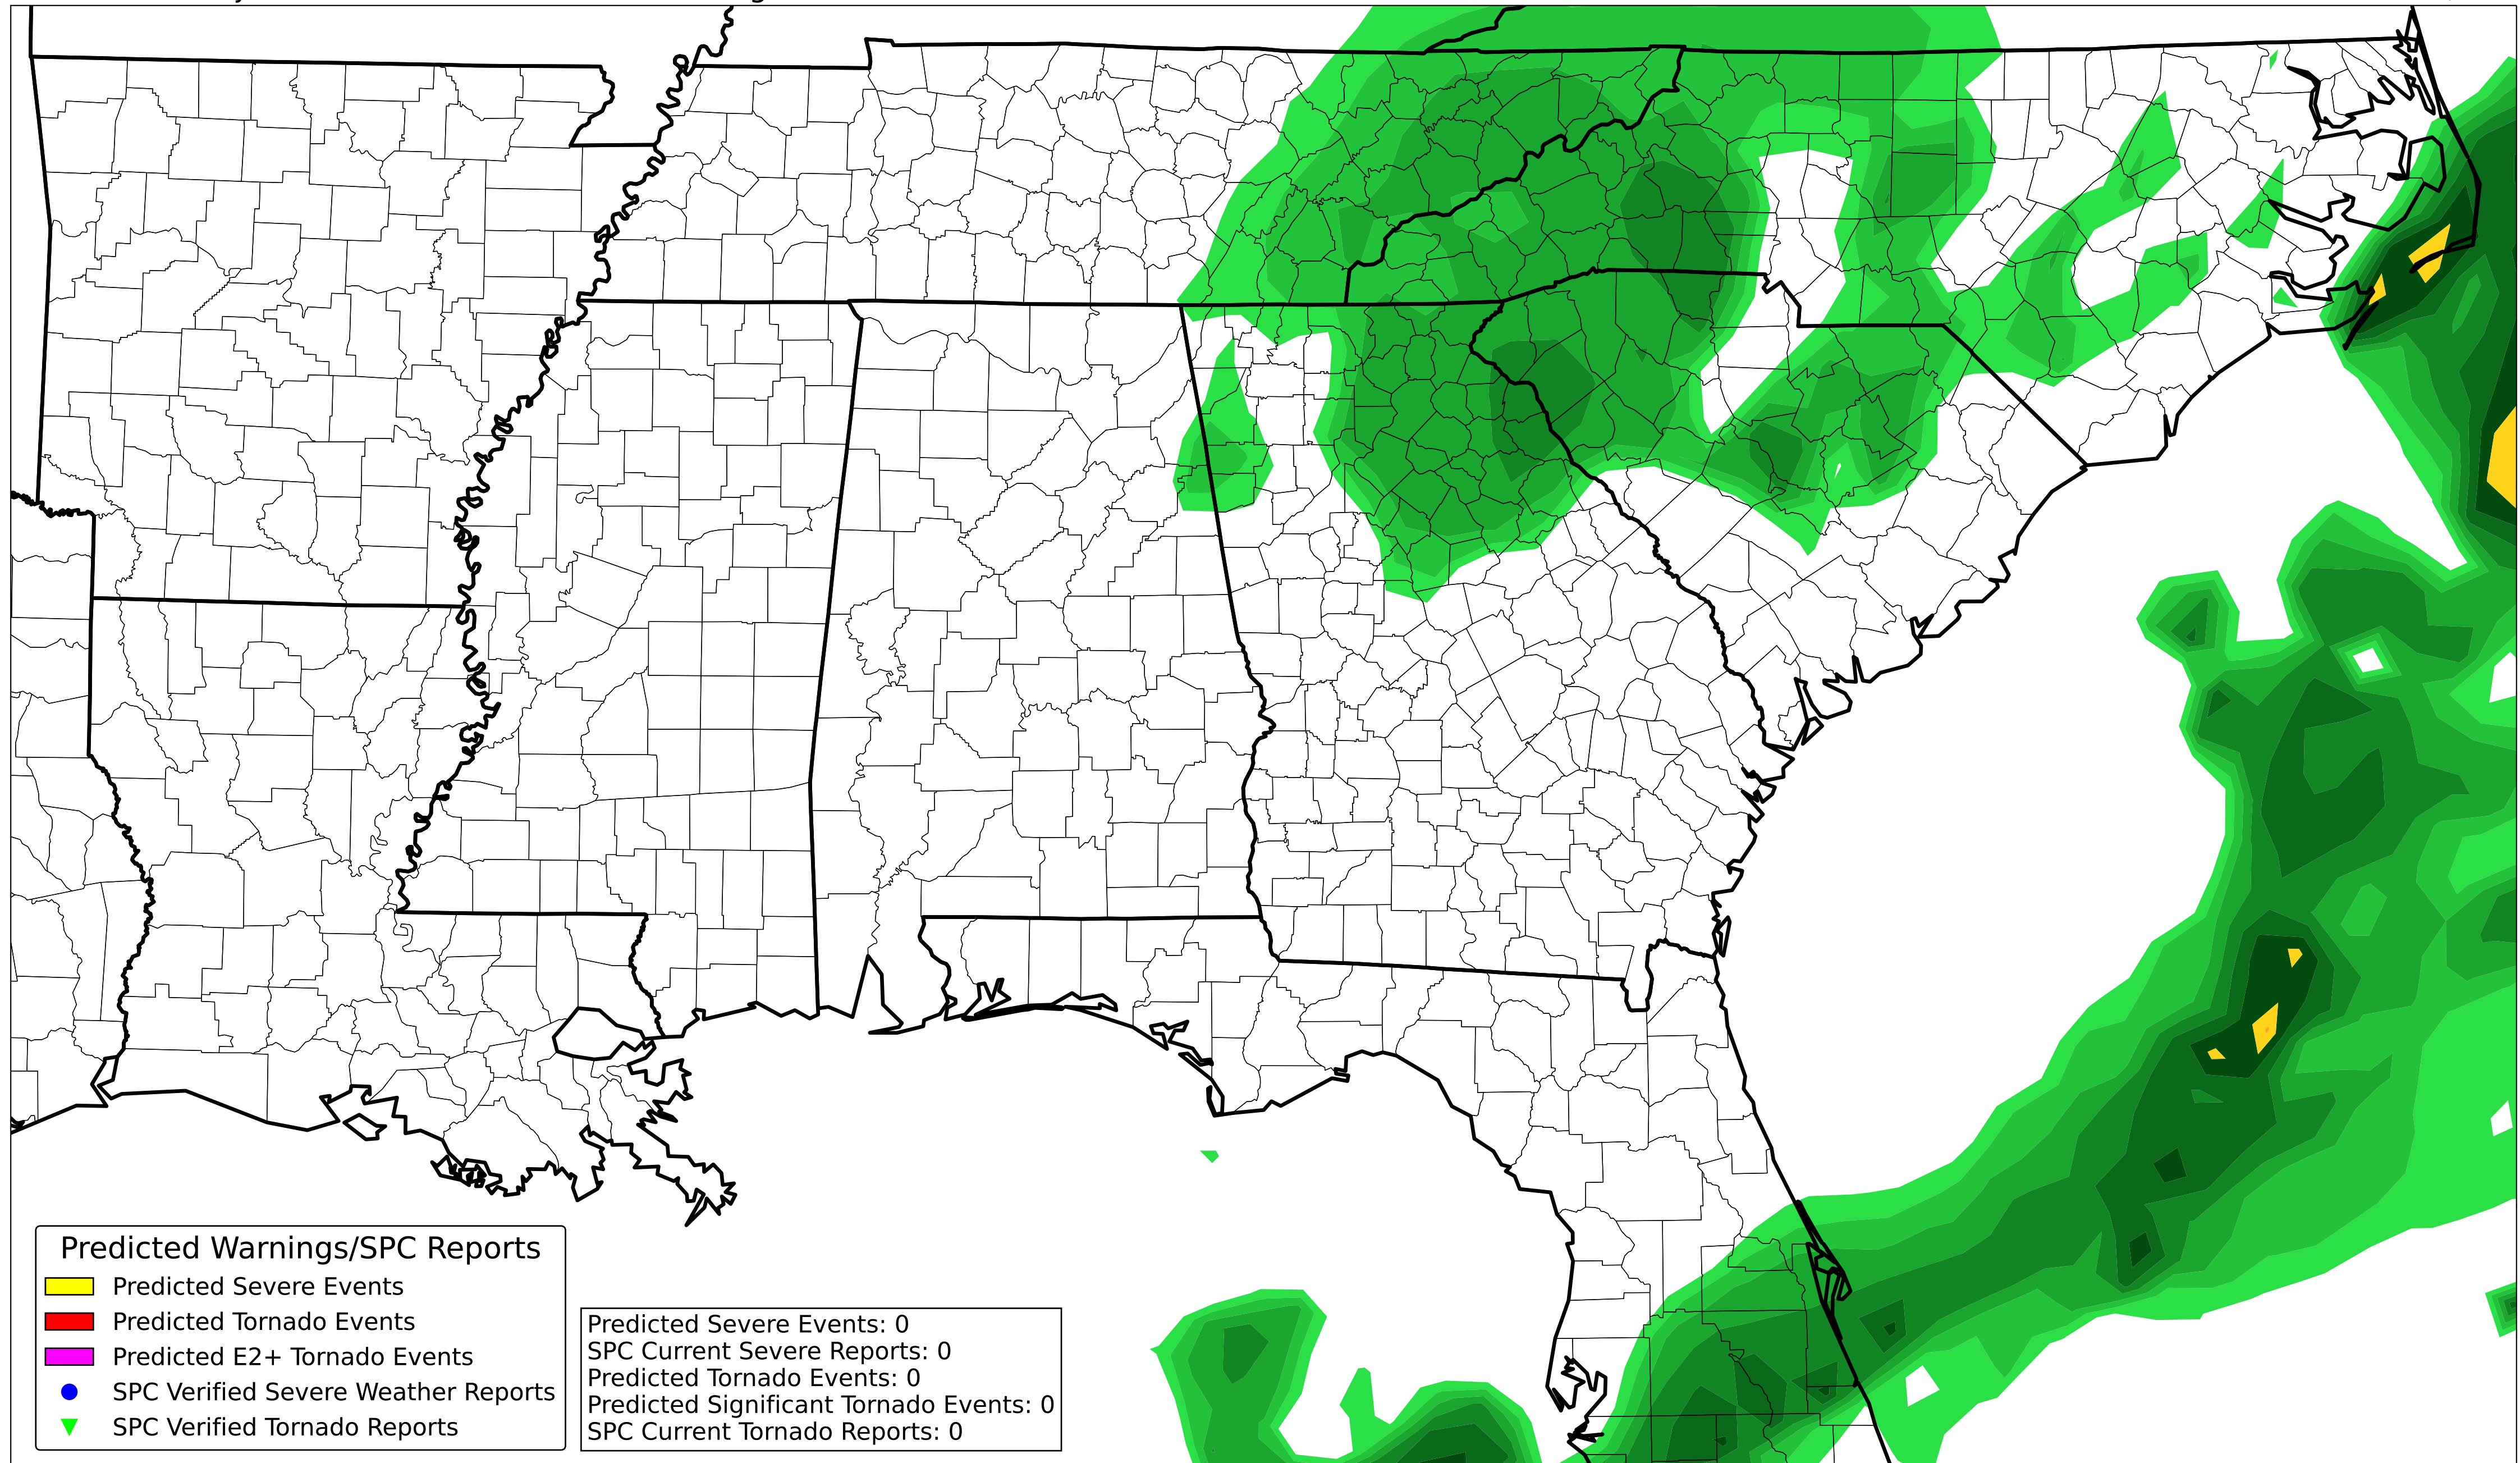 Predicted Warnings/SPC Reports
Predicted Severe Events
Predicted Tornado Events
Predicted E2+ Tornado Events
SPC Verified Severe Weather Reports
SPC Verified Tornado Reports
Predicted Severe Events: 0
SPC Current Severe Reports: 0
Predicted Tornado Events: 0
Predicted Significant Tornado Events: 0
SPC Current Tornado Reports: 0